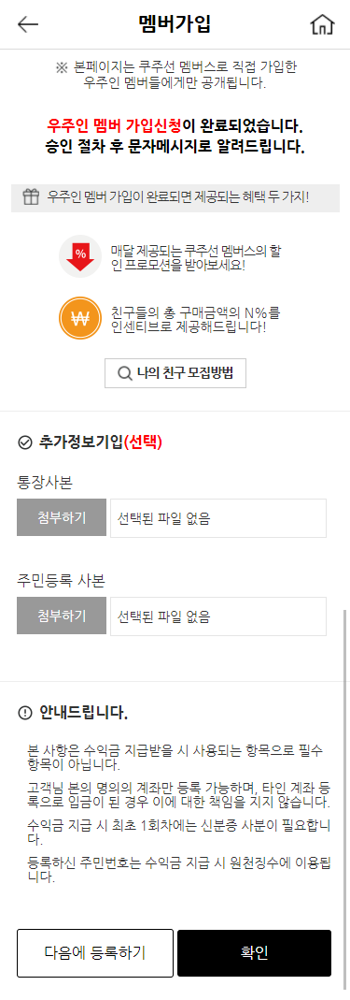 멤버가입
※ 본페이지는 쿠주선 멤버스로 직접 가입한
우주인 멤버들에게만 공개됩니다.
우주인 멤버 가입신청이 완료되었습니다.
승인 절차 후 문자메시지로 알려드립니다.
우주인 멤버 가입이 완료되면 제공되는 혜택 두 가지!
%
매달 제공되는 쿠주선 멤버스의 할
인 프로모션을 받아보세요!
₩
친구들의 총 구매금액의 N%를
인센티브로 제공해드립니다!
나의 친구 모집방법
추가정보기입(선택)
통장사본
첨부하기 선택된 파일 없음
주민등록 사본
첨부하기 선택된 파일 없음
안내드립니다.
본 사항은 수익금 지급받을 시 사용되는 항목으로 필수
항목이 아닙니다.
고객님 본의 명의의 계좌만 등록 가능하며, 타인 계좌 등
록으로 입금이 된 경우 이에 대한 책임을 지지 않습니다.
수익금 지급 시 최초 1회차에는 신분증 사분이 필요합니
다.
등록하신 주민번호는 수익금 지급 시 원천징수에 이용됩
니다.
다음에 등록하기 확인